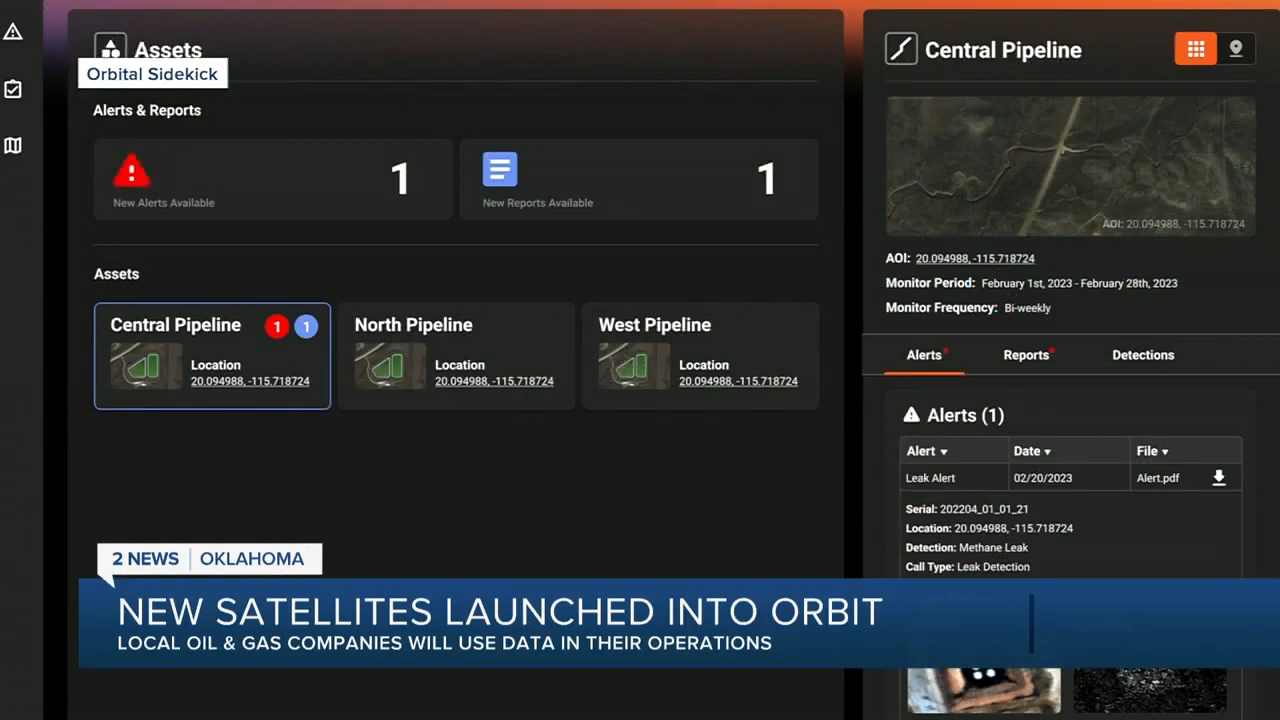 Assets
Orbital Sidekick
Alerts & Reports
1
New Alerts Available
1
New Reports Available
Assets
Central Pipeline 1 1
Location
20.094988, -115.718724
North Pipeline
Location
20.094988, -115.718724
West Pipeline
Location
20.094988, -115.718724
Central Pipeline
AOI: 20.094988, -115.718724
AOI: 20.094988, -115.718724
Monitor Period: February 1st, 2023 - February 28th, 2023
Monitor Frequency: Bi-weekly
Alerts Reports Detections
Alerts (1)
Alert Date File
Leak Alert 02/20/2023 Alert.pdf
Serial: 202204_01_01_21
Location: 20.094988, -115.718724
Detection: Methane Leak
Call Type: Leak Detection
2 NEWS OKLAHOMA
NEW SATELLITES LAUNCHED INTO ORBIT
LOCAL OIL & GAS COMPANIES WILL USE DATA IN THEIR OPERATIONS